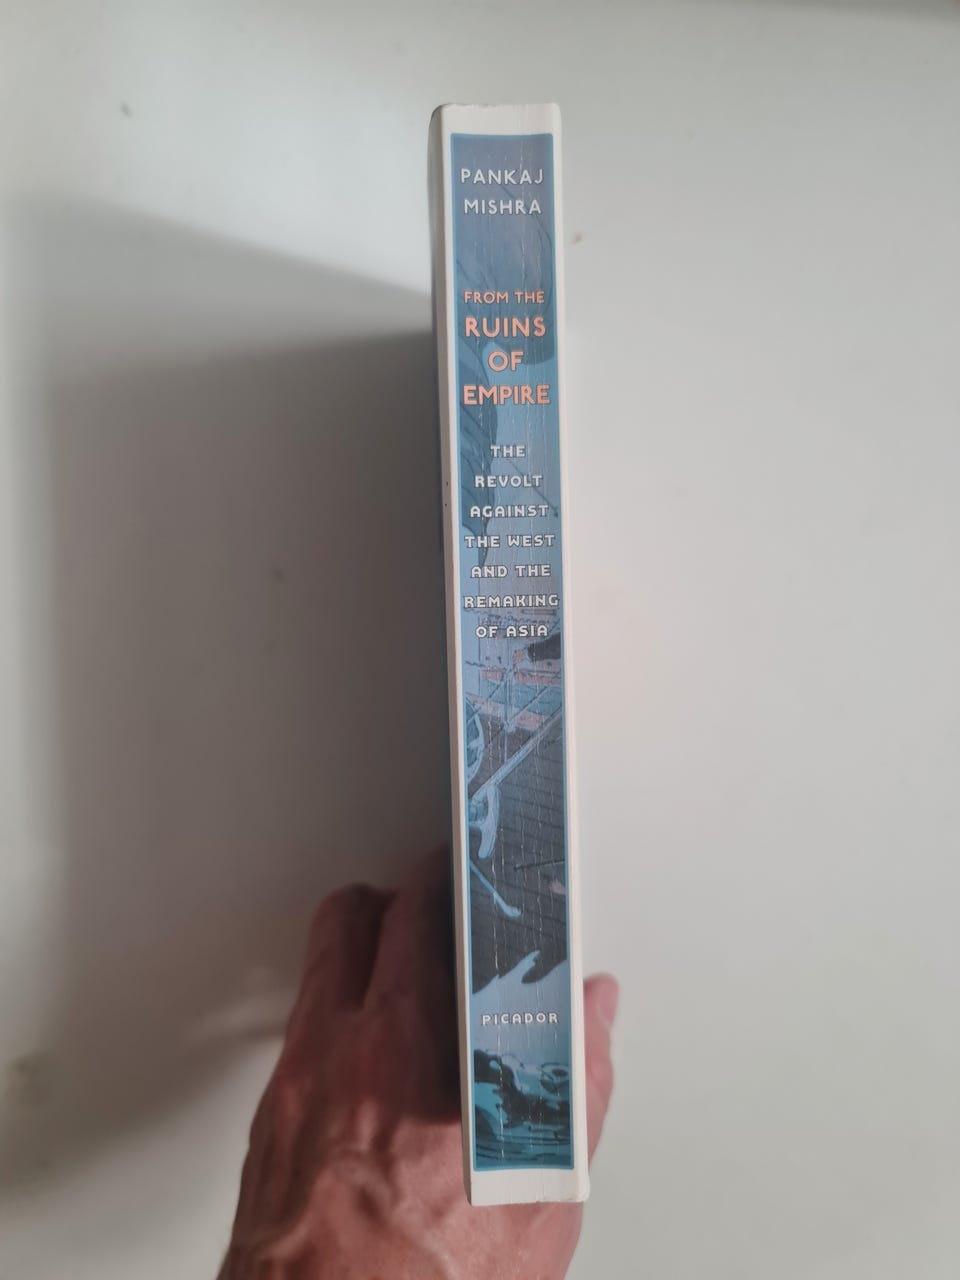 PANKAJ
MISHRA
FROM THE
RUINS
OF
EMPIRE
THE
REVOLT
AGAINST
THE WEST
AND THE
REMAKING
OF ASIA
PICADOR